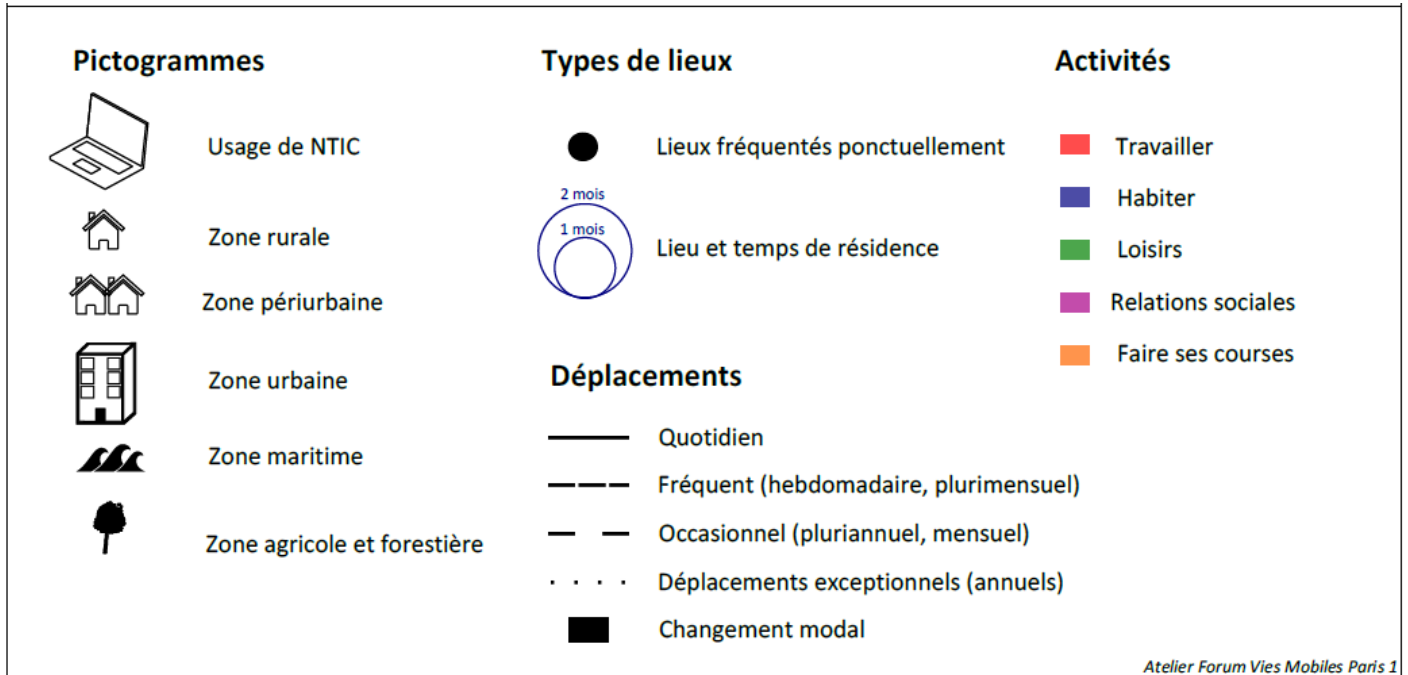 Pictogrammes
Usage de NTIC
Zone rurale
Zone périurbaine
Zone urbaine
Zone maritime
Zone agricole et forestière
Types de lieux
Lieux fréquentés ponctuellement
2 mois
1 mois
Lieu et temps de résidence
Déplacements
Quotidien
Fréquent (hebdomadaire, plurimensuel)
Occasionnel (pluriannuel, mensuel)
Déplacements exceptionnels (annuels)
Changement modal
Activités
Travailler
Habiter
Loisirs
Relations sociales
Faire ses courses
Atelier Forum Vies Mobiles Paris 1